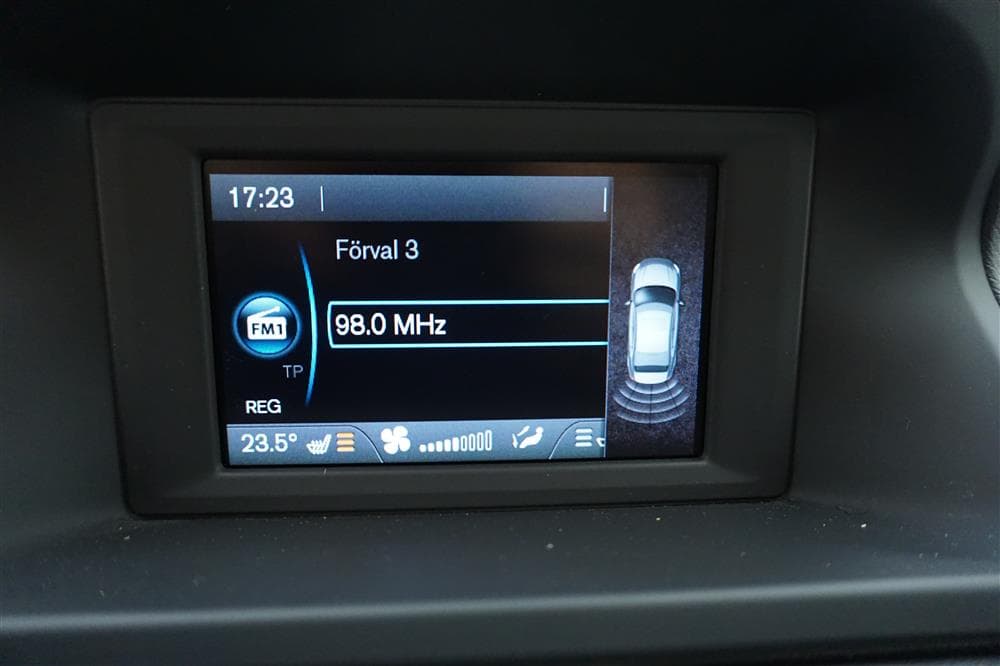 17:23
Förval 3
FM1
98.0 MHz
TP
REG
23.5°